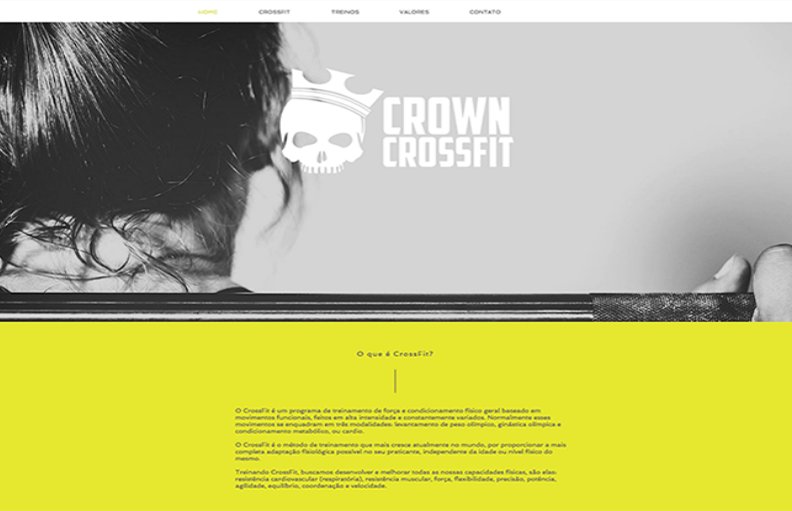 HOME CROSSFIT TREINOS VALORES CONTATO
CROWN
CROSSFIT
O que é CrossFit?
O CrossFit é um programa de treinamento de força e condicionamento físico geral baseado em
movimentos funcionais, feitos em alta intensidade e constantemente variados. Normalmente esses
movimentos se enquadram em três modalidades: levantamento de peso olímpico, ginástica olímpica e
condicionamento metabólico, ou cardio.
O CrossFit é o método de treinamento que mais cresce atualmente no mundo, por proporcionar a mais
completa adaptação fisiológica possível no seu praticante, independente da idade ou nível físico do
mesmo.
Treinando CrossFit, buscamos desenvolver e melhorar todas as nossas capacidades físicas, são elas:
resistência cardiovascular (respiratória), resistência muscular, força, flexibilidade, precisão, potência,
agilidade, equilíbrio, coordenação e velocidade.